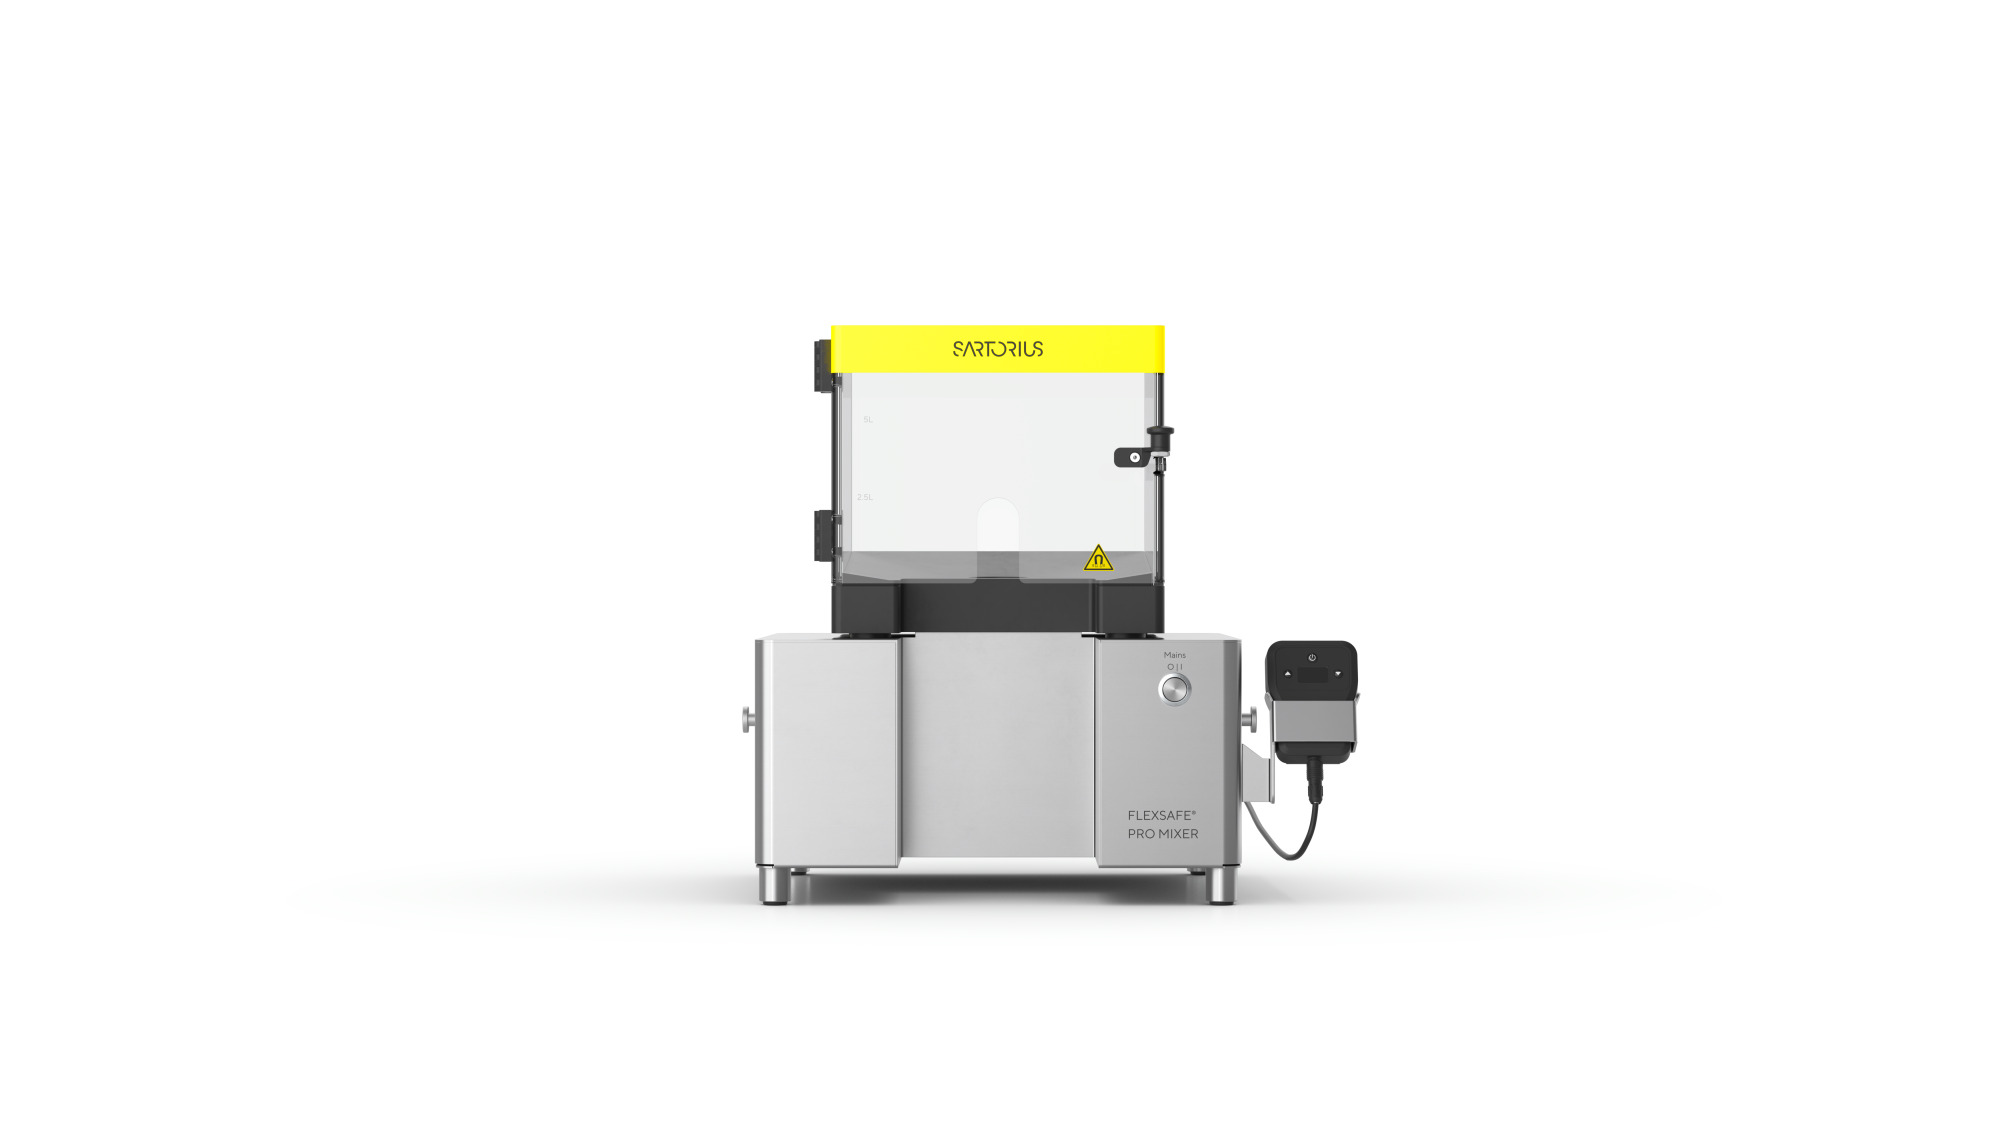 SARTORIUS
5L
2.5L
Mains
O | I
FLEXSAFE®
PRO MIXER